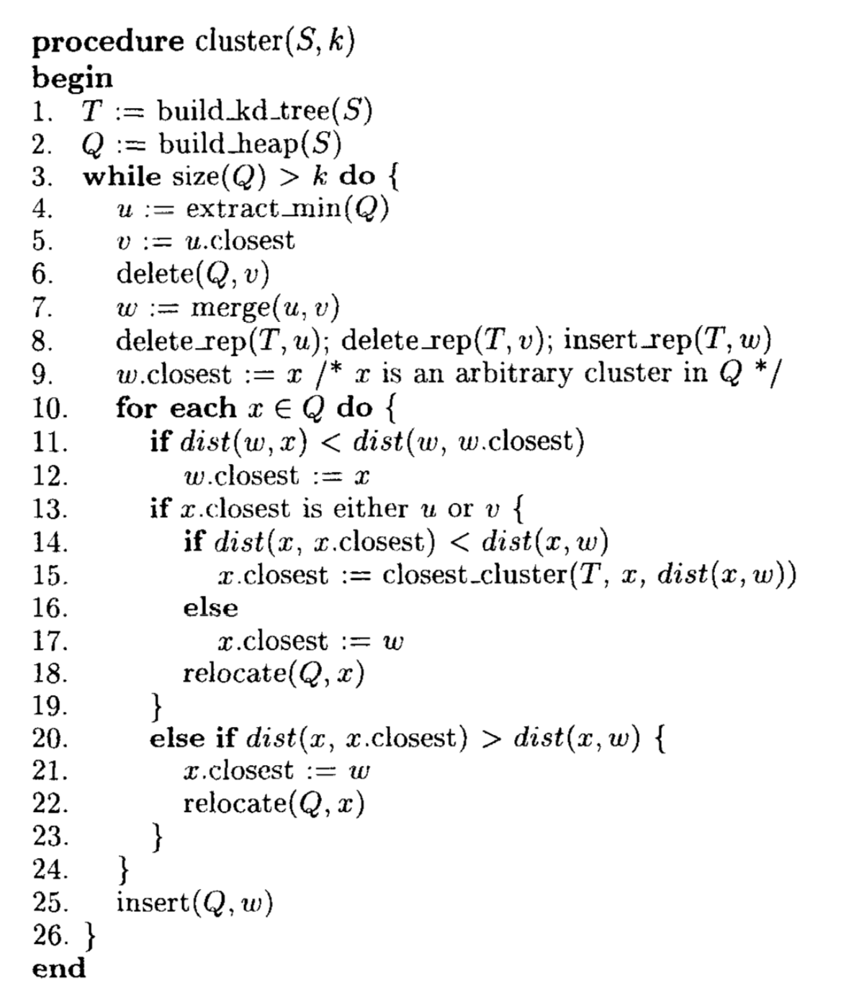 procedure cluster(S, k)
begin
1. T := build_kd_tree(S)
2. Q := build_heap(S)
3. while size(Q) > k do {
4. u := extract_min(Q)
5. v := u.closest
6. delete(Q, v)
7. w := merge(u, v)
8. delete_rep(T, u); delete_rep(T, v); insert_rep(T, w)
9. w.closest := x /* x is an arbitrary cluster in Q */
10. for each x ∈ Q do {
11. if dist(w, x) < dist(w, w.closest)
12. w.closest := x
13. if x.closest is either u or v {
14. if dist(x, x.closest) < dist(x, w)
15. x.closest := closest_cluster(T, x, dist(x, w))
16. else
17. x.closest := w
18. relocate(Q, x)
19. }
20. else if dist(x, x.closest) > dist(x, w) {
21. x.closest := w
22. relocate(Q, x)
23. }
24. }
25. insert(Q, w)
26. }
end